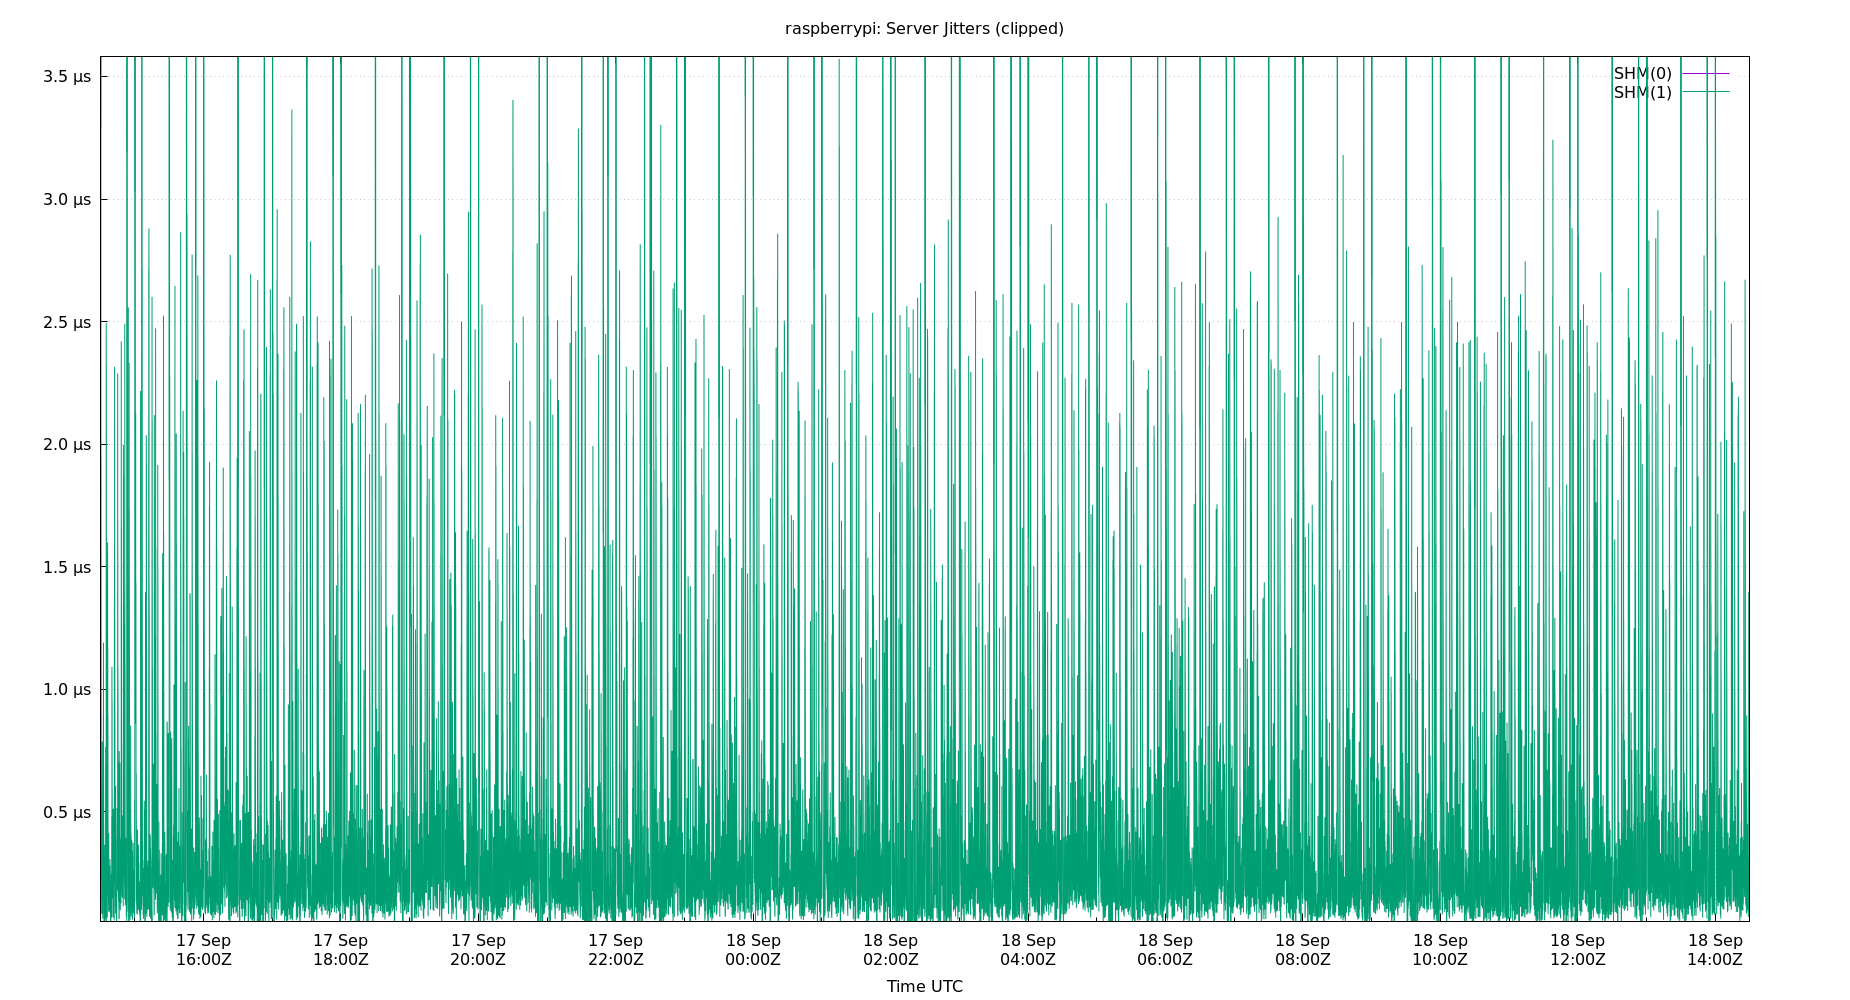 raspberrypi: Server Jitters (clipped)
3.5 µs
3.0 µs
2.5 µs
2.0 µs
1.5 µs
1.0 µs
0.5 µs
SHM(0)
SHM(1)
17 Sep
16:00Z
17 Sep
18:00Z
17 Sep
20:00Z
17 Sep
22:00Z
18 Sep
00:00Z
18 Sep
02:00Z
18 Sep
04:00Z
18 Sep
06:00Z
18 Sep
08:00Z
18 Sep
10:00Z
18 Sep
12:00Z
18 Sep
14:00Z
Time UTC